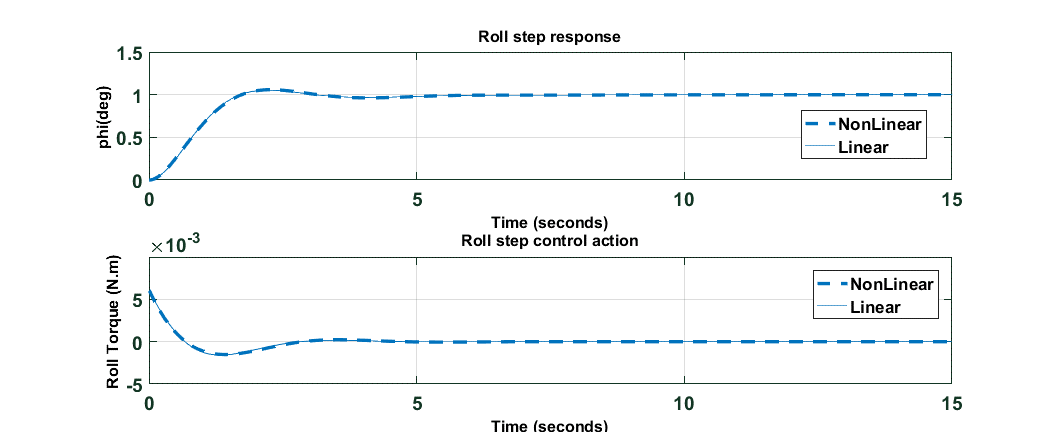 Roll step response
1.5
1
0.5
0
phi(deg)
NonLinear
Linear
0 5 10 15
Time (seconds)
Roll step control action
×10-3
5
0
-5
Roll Torque (N.m)
NonLinear
Linear
0 5 10 15
Time (seconds)